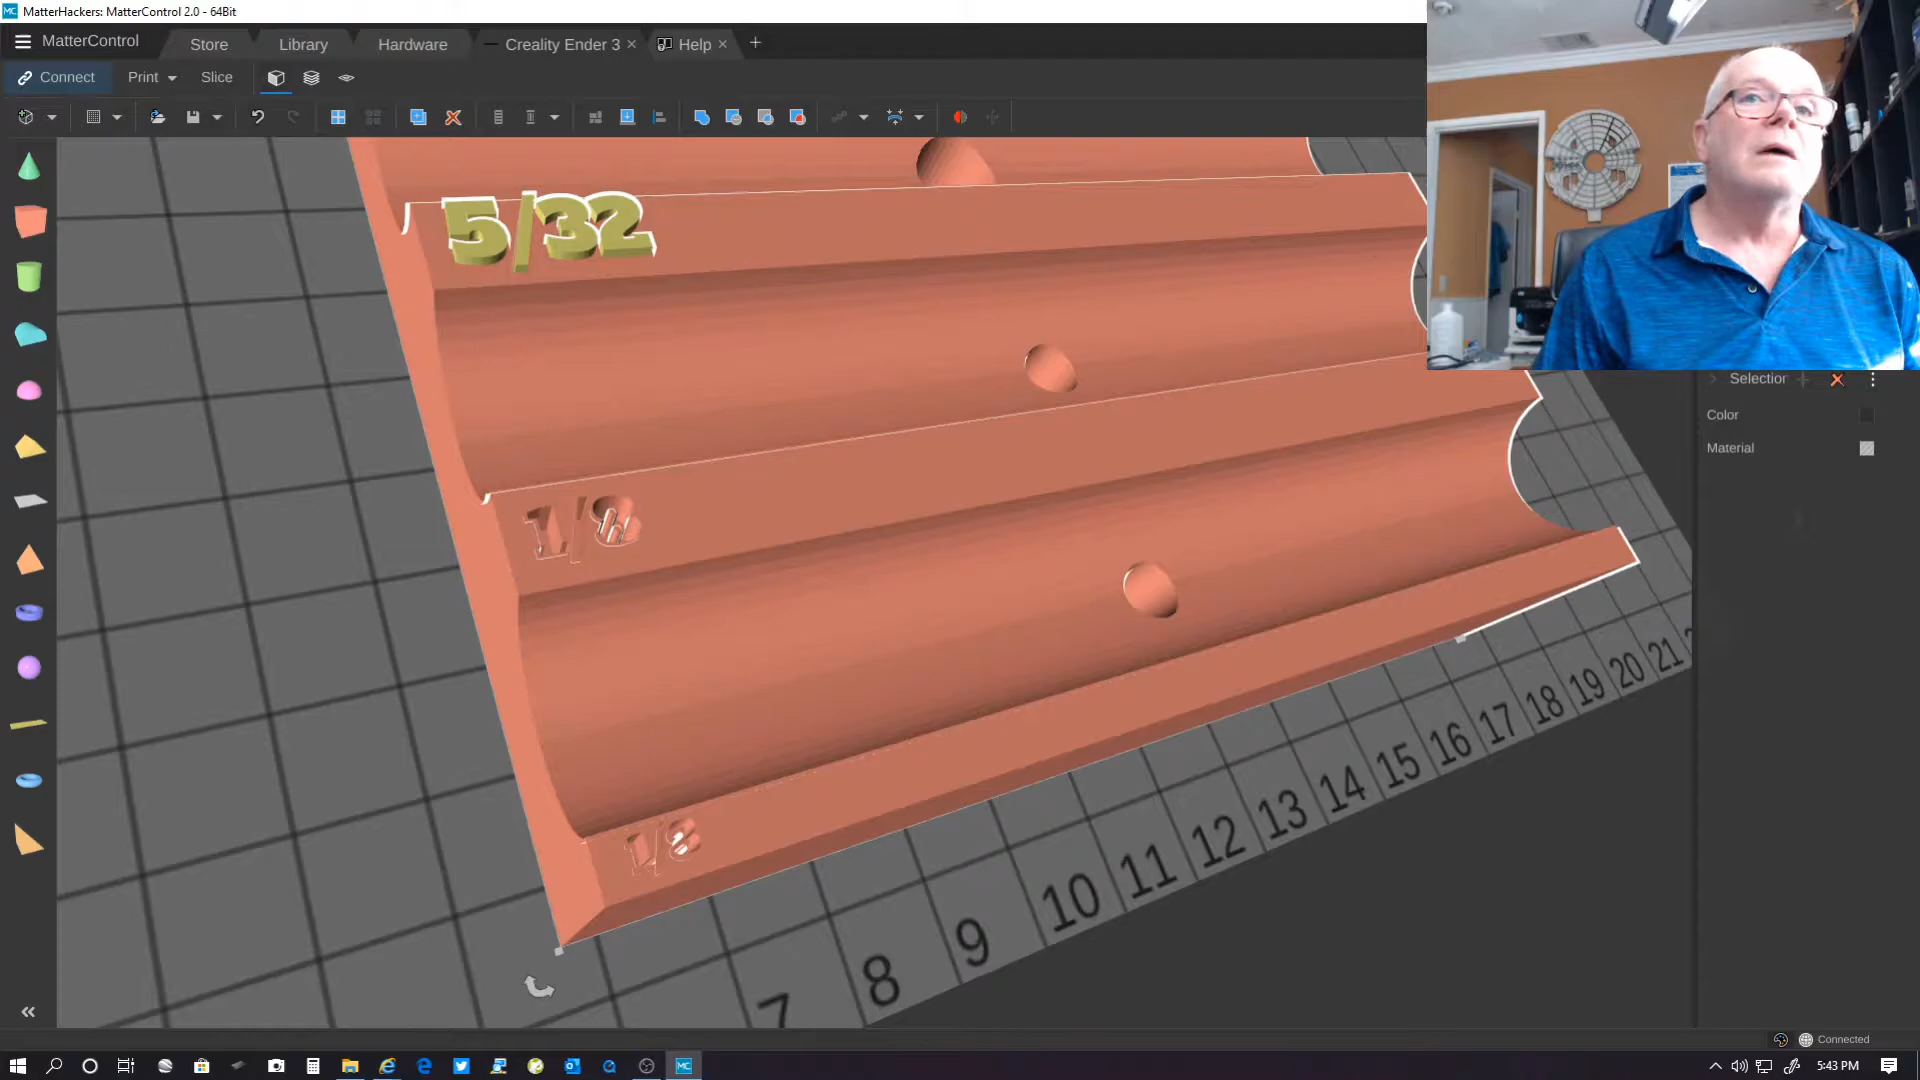 MatterHackers: MatterControl 2.0 - 64Bit
MatterControl
Store
Library
Hardware
Creality Ender 3
Help
Connect
Print
Slice
5/32
1/8
1/8
Selection
Color
Material
7
8
9
10
11
12
13
14
15
16
17
18
19
20
21
Connected
MC
5:43 PM